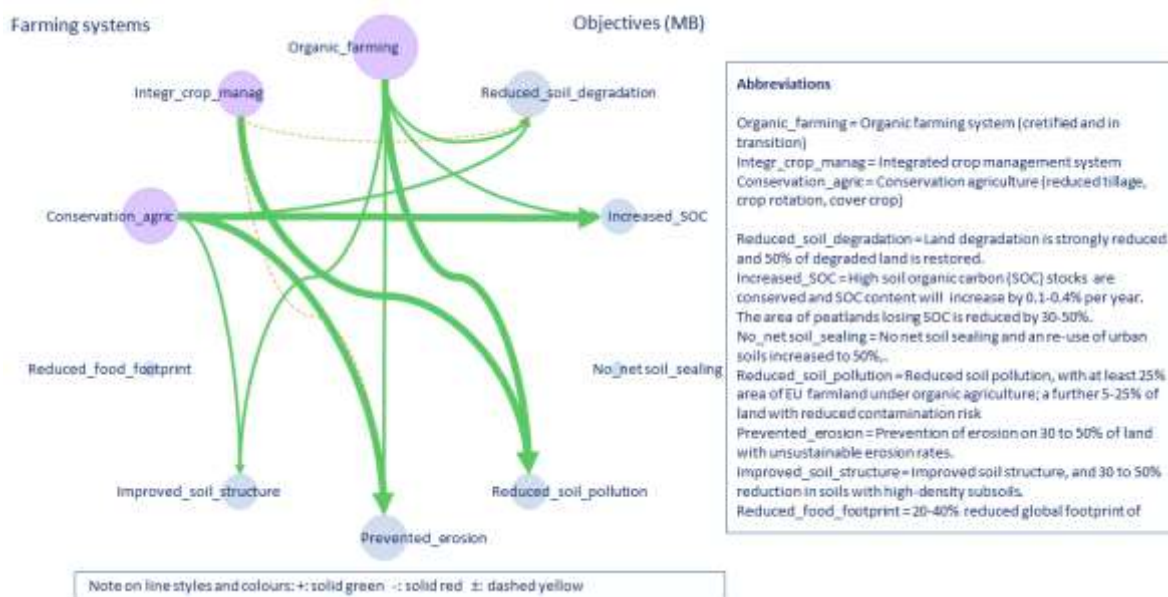 Farming systems
Objectives (MB)
Organic_farming
Integr_crop_manag
Reduced_soil_degradation
Conservation_agric
Increased_SOC
Reduced_food_footprint
No_net soil_sealing
Improved_soil_structure
Reduced_soil_pollution
Prevented_erosion
Note on line styles and colours: +: solid green -: solid red ±: dashed yellow
Abbreviations
Organic_farming = Organic farming system (cretified and in
transition)
Integr_crop_manag = Integrated crop management system
Conservation_agric = Conservation agriculture (reduced tillage,
crop rotation, cover crop)
Reduced_soil_degradation = Land degradation is strongly reduced
and 50% of degraded land is restored.
Increased_SOC = High soil organic carbon (SOC) stocks are
conserved and SOC content will increase by 0.1-0.4% per year.
The area of peatlands losing SOC is reduced by 30-50%.
No_net soil_sealing = No net soil sealing and an re-use of urban
soils increased to 50%,.
Reduced_soil_pollution = Reduced soil pollution, with at least 25%
area of EU farmland under organic agriculture; a further 5-25% of
land with reduced contamination risk
Prevented_erosion = Prevention of erosion on 30 to 50% of land
with unsustainable erosion rates.
Improved_soil_structure = Improved soil structure, and 30 to 50%
reduction in soils with high-density subsoils.
Reduced_food_footprint = 20-40% reduced global footprint of